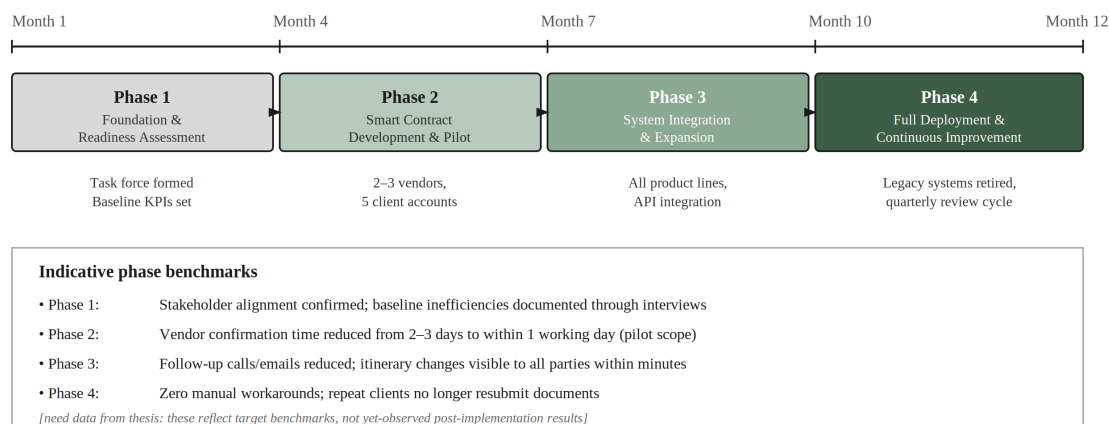 Month 1
Month 4
Month 7
Month 10
Month 12
Phase 1
Foundation &
Readiness Assessment
Phase 2
Smart Contract
Development & Pilot
Phase 3
System Integration
& Expansion
Phase 4
Full Deployment &
Continuous Improvement
Task force formed
Baseline KPIs set
2–3 vendors,
5 client accounts
All product lines,
API integration
Legacy systems retired,
quarterly review cycle
Indicative phase benchmarks
• Phase 1: Stakeholder alignment confirmed; baseline inefficiencies documented through interviews
• Phase 2: Vendor confirmation time reduced from 2–3 days to within 1 working day (pilot scope)
• Phase 3: Follow-up calls/emails reduced; itinerary changes visible to all parties within minutes
• Phase 4: Zero manual workarounds; repeat clients no longer resubmit documents
[need data from thesis: these reflect target benchmarks, not yet-observed post-implementation results]